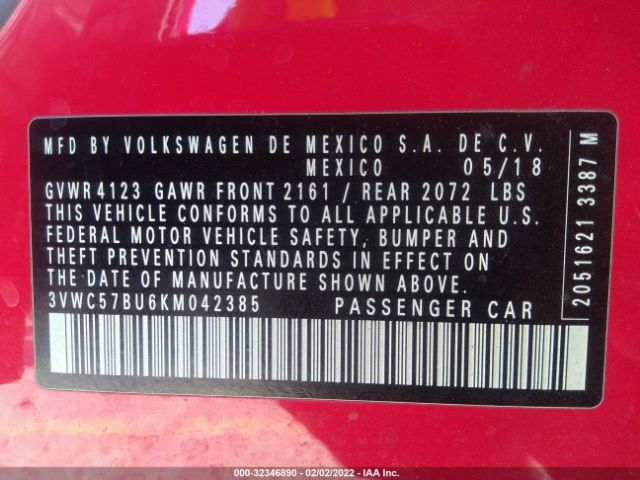 MFD BY VOLKSWAGEN DE MEXICO S.A. DE C.V.
MEXICO 05/18
GVWR 4123 GAWR FRONT 2161 / REAR 2072 LBS
THIS VEHICLE CONFORMS TO ALL APPLICABLE U.S.
FEDERAL MOTOR VEHICLE SAFETY, BUMPER AND
THEFT PREVENTION STANDARDS IN EFFECT ON
THE DATE OF MANUFACTURE SHOWN ABOVE.
3VWC57BU6KM042385 PASSENGER CAR
2051621 3387 M
000-32346890 - 02/02/2022 - IAA Inc.